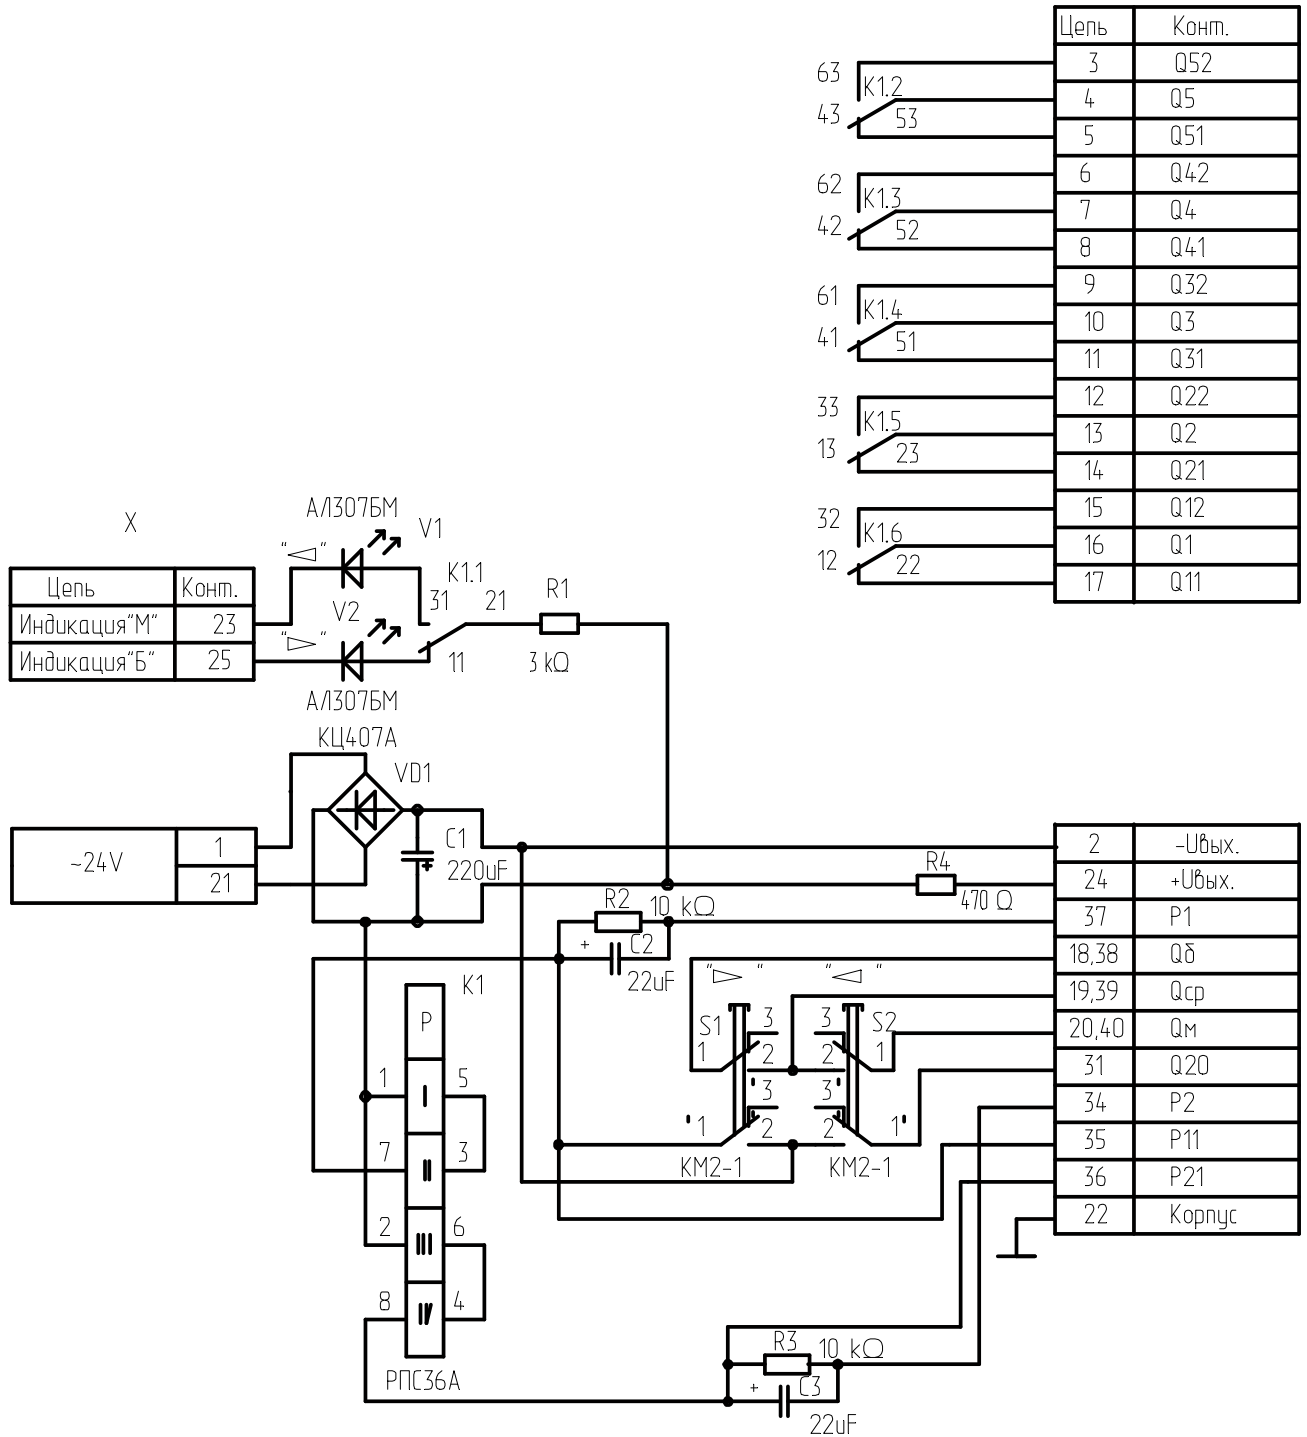 Цепь Конт.
3 Q52
4 Q5
5 Q51
6 Q42
7 Q4
8 Q41
9 Q32
10 Q3
11 Q31
12 Q22
13 Q2
14 Q21
15 Q12
16 Q1
17 Q11
63 K1.2
43 53
62 K1.3
42 52
61 K1.4
41 51
33 K1.5
13 23
32 K1.6
12 22
X
АЛ307БМ
V1
" "
Цепь Конт.
Индикация"М" 23
Индикация"Б" 25
V2
" "
АЛ307БМ
K1.1
31 21
11
R1
3 kΩ
КЦ407А
VD1
~24V
1
21
C1
220uF
+
R4
470 Ω
R2 10 kΩ
+ C2
22uF
2 -Uвых.
24 +Uвых.
37 P1
18,38 Qб
19,39 Qср
20,40 Qм
31 Q20
34 P2
35 P11
36 P21
22 Корпус
" " " "
S1 3 3 S2
1 2 2 1
' 3 3 '
' 1 ' 2 2 ' 1 '
КМ2-1 КМ2-1
K1
P
1 I 5
7 II 3
2 III 6
8 IV 4
РПС36А
R3 10 kΩ
+ C3
22uF